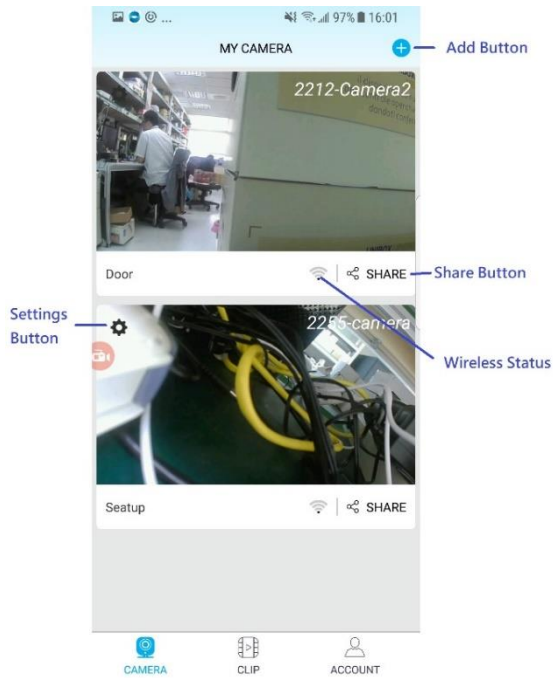 ... 97% 16:01
MY CAMERA
Add Button
2212-Camera2
Door
SHARE
Share Button
Settings
Button
2255-camera
Wireless Status
Seatup
SHARE
CAMERA
CLIP
ACCOUNT